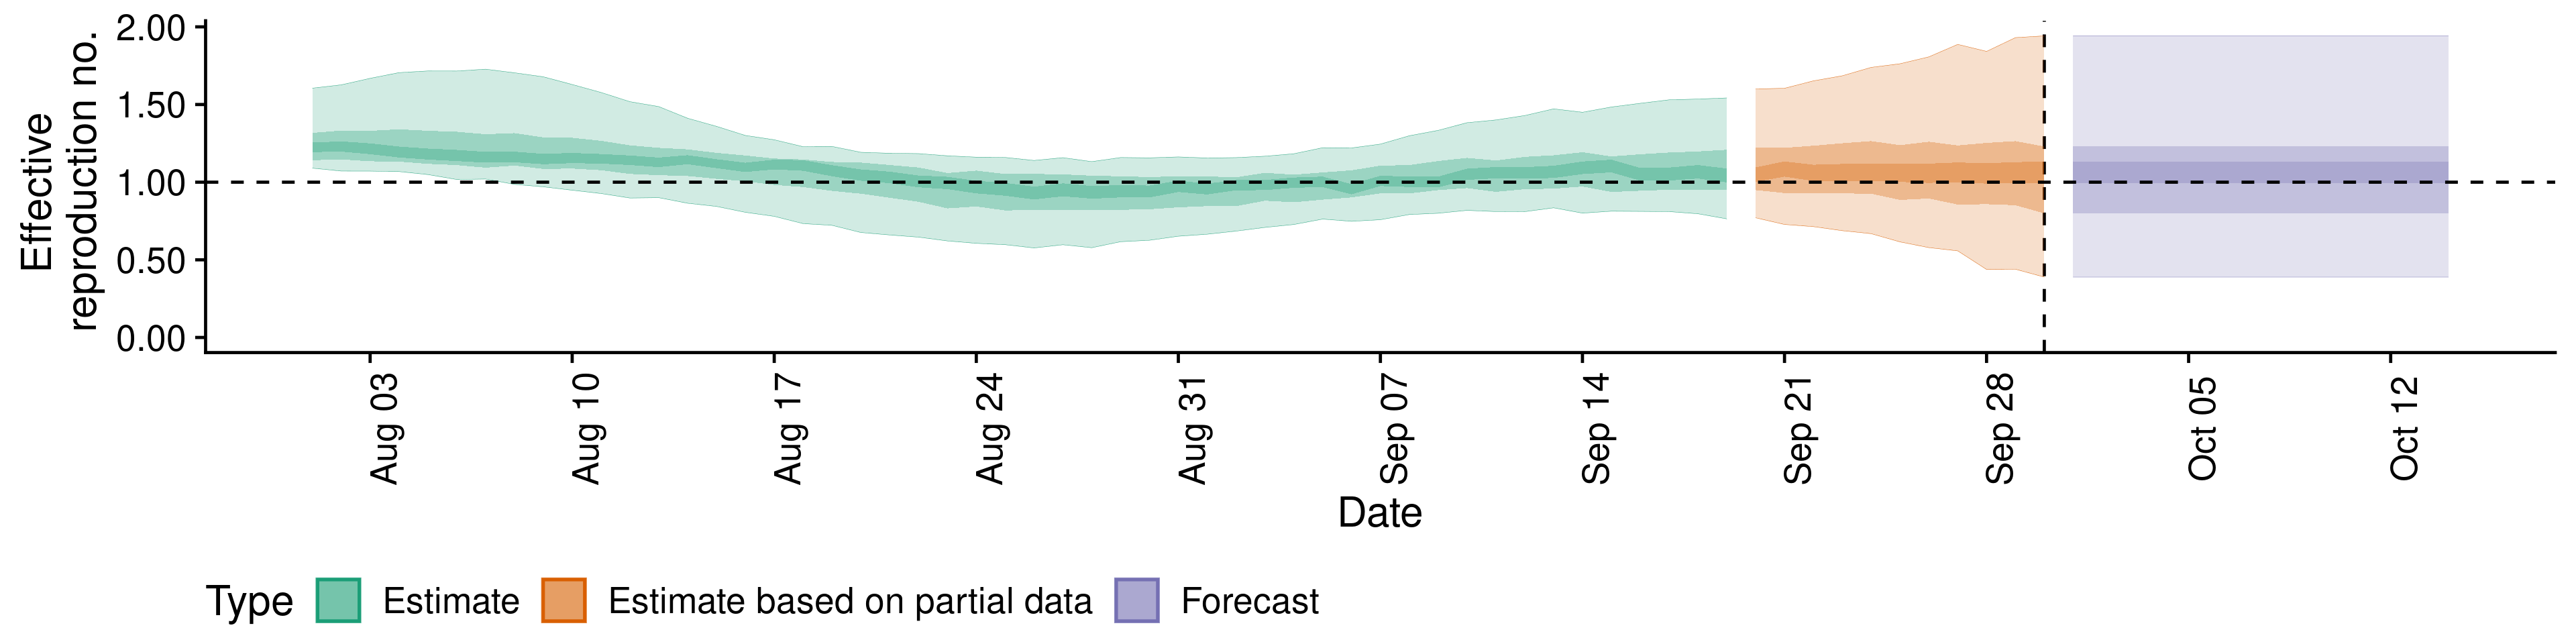 Effective
reproduction no.
2.00
1.50
1.00
0.50
0.00
Aug 03
Aug 10
Aug 17
Aug 24
Aug 31
Sep 07
Sep 14
Sep 21
Sep 28
Oct 05
Oct 12
Date
Type Estimate Estimate based on partial data Forecast